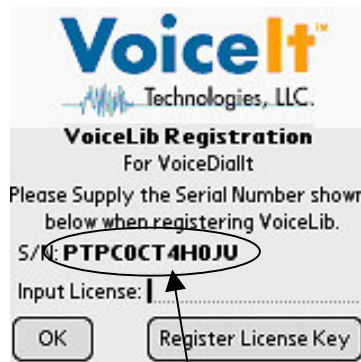 VoiceIt™
Technologies, LLC.
VoiceLib Registration
For VoiceDialIt
Please Supply the Serial Number shown
below when registering VoiceLib.
S/N: PTPC0CT4H0JU
Input License:
OK Register License Key